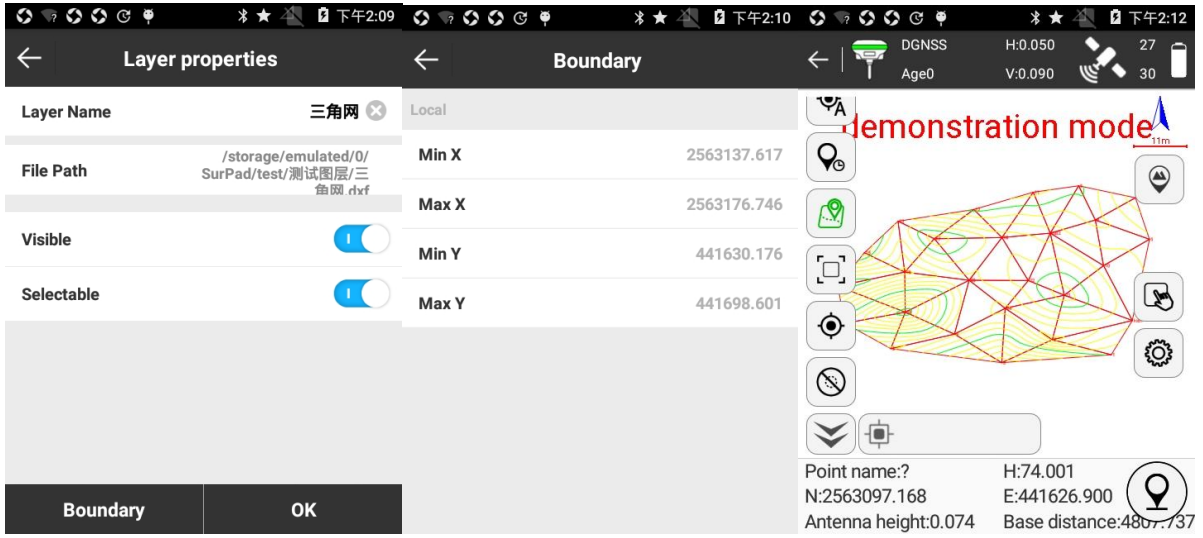 下午2:09
Layer properties
Layer Name
三角网
File Path
/storage/emulated/0/
SurPad/test/测试图层/三
角网.dxf
Visible
Selectable
Boundary
OK
下午2:10
Boundary
Local
Min X
2563137.617
Max X
2563176.746
Min Y
441630.176
Max Y
441698.601
下午2:12
DGNSS
H:0.050
27
Age0
V:0.090
30
demonstration mode
11m
A
Point name:?
H:74.001
N:2563097.168
E:441626.900
Antenna height:0.074
Base distance:4807.737